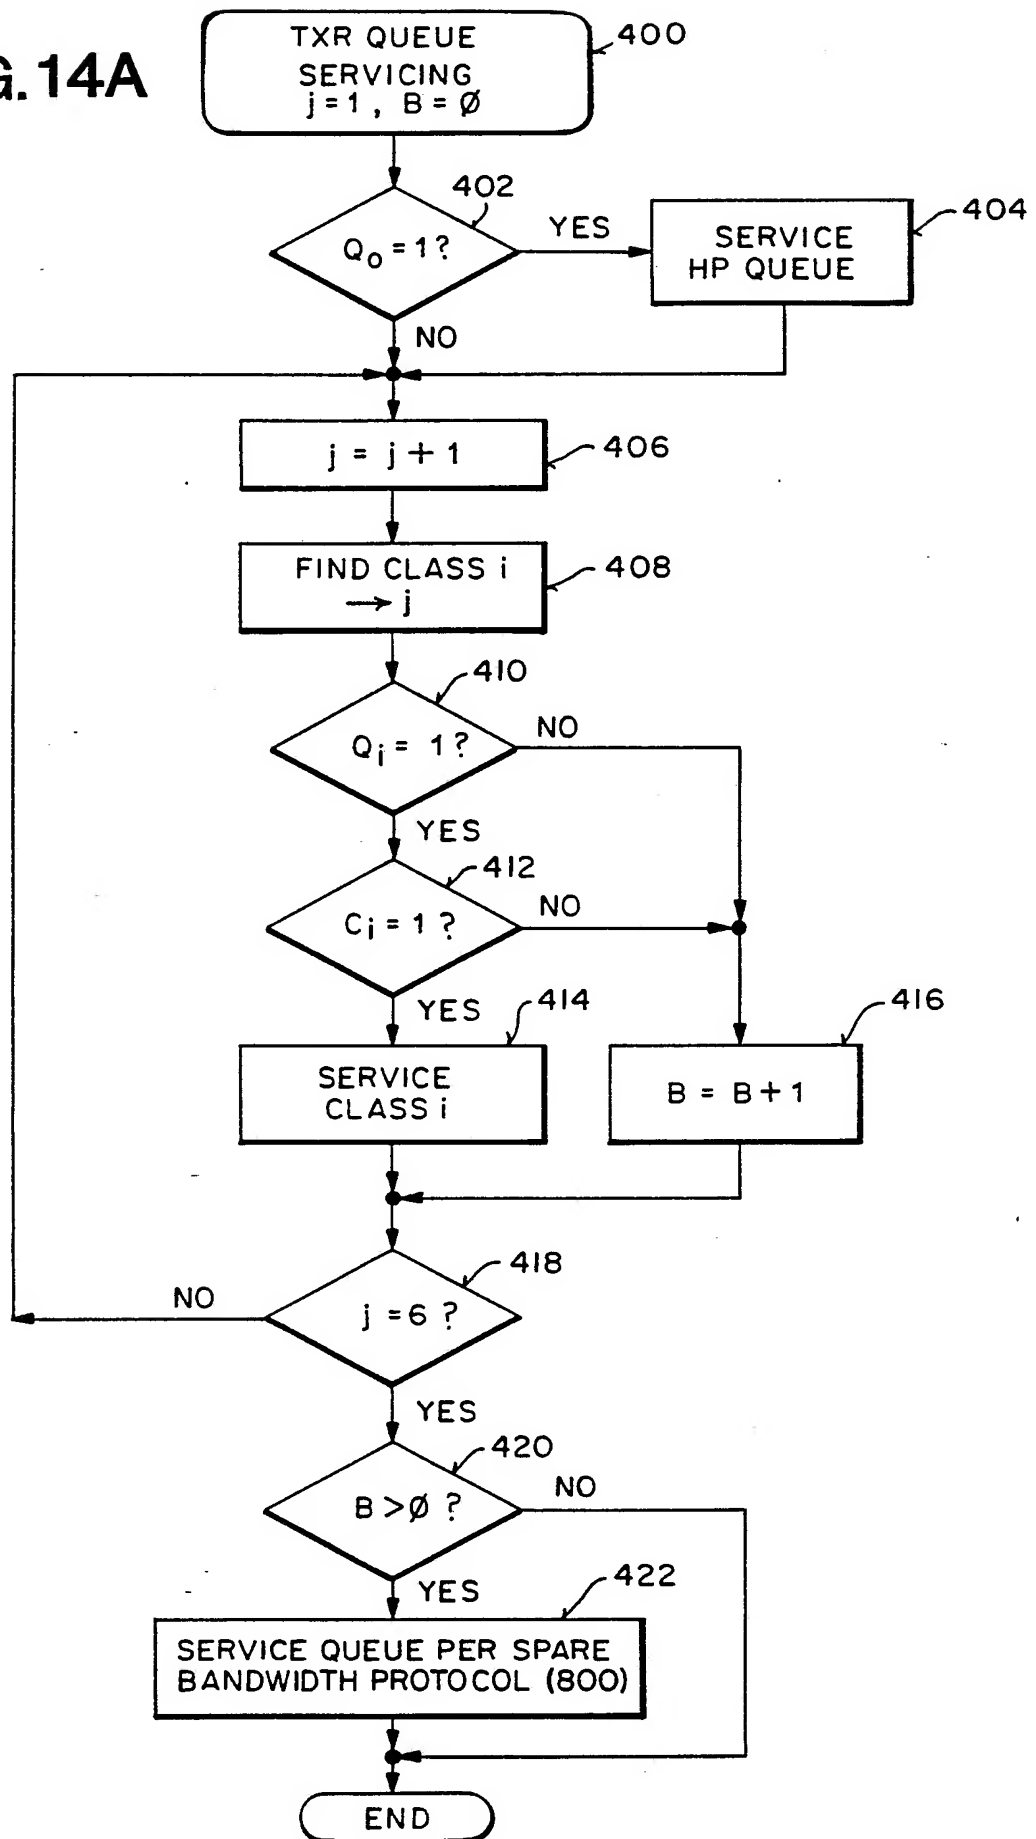 G.14A
TXR QUEUE
SERVICING
j=1, B=Ø
400
402
Q₀=1?
YES
404
SERVICE
HP QUEUE
NO
j = j + 1
406
FIND CLASS i
→ j
408
410
Qᵢ = 1?
NO
YES
412
Cᵢ = 1?
NO
YES
414
SERVICE
CLASS i
416
B = B+1
418
j =6 ?
NO
YES
420
B >Ø ?
NO
YES
422
SERVICE QUEUE PER SPARE
BANDWIDTH PROTOCOL (800)
END